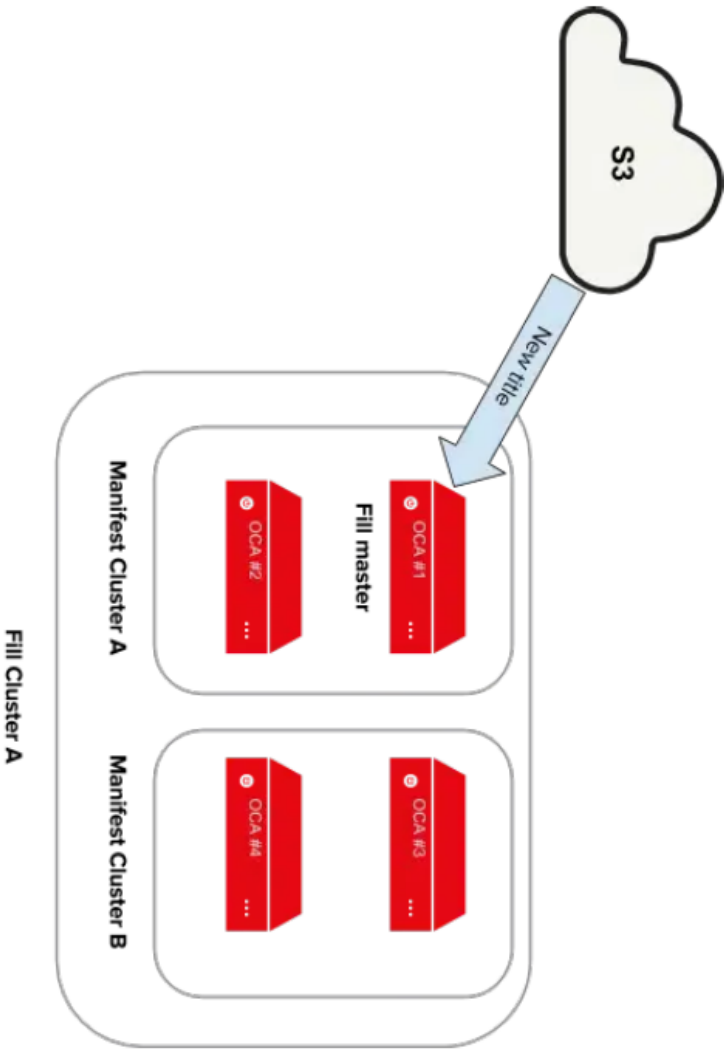 S3
New title
OCA #1
Fill master
OCA #2
Manifest Cluster A
OCA #3
OCA #4
Manifest Cluster B
Fill Cluster A